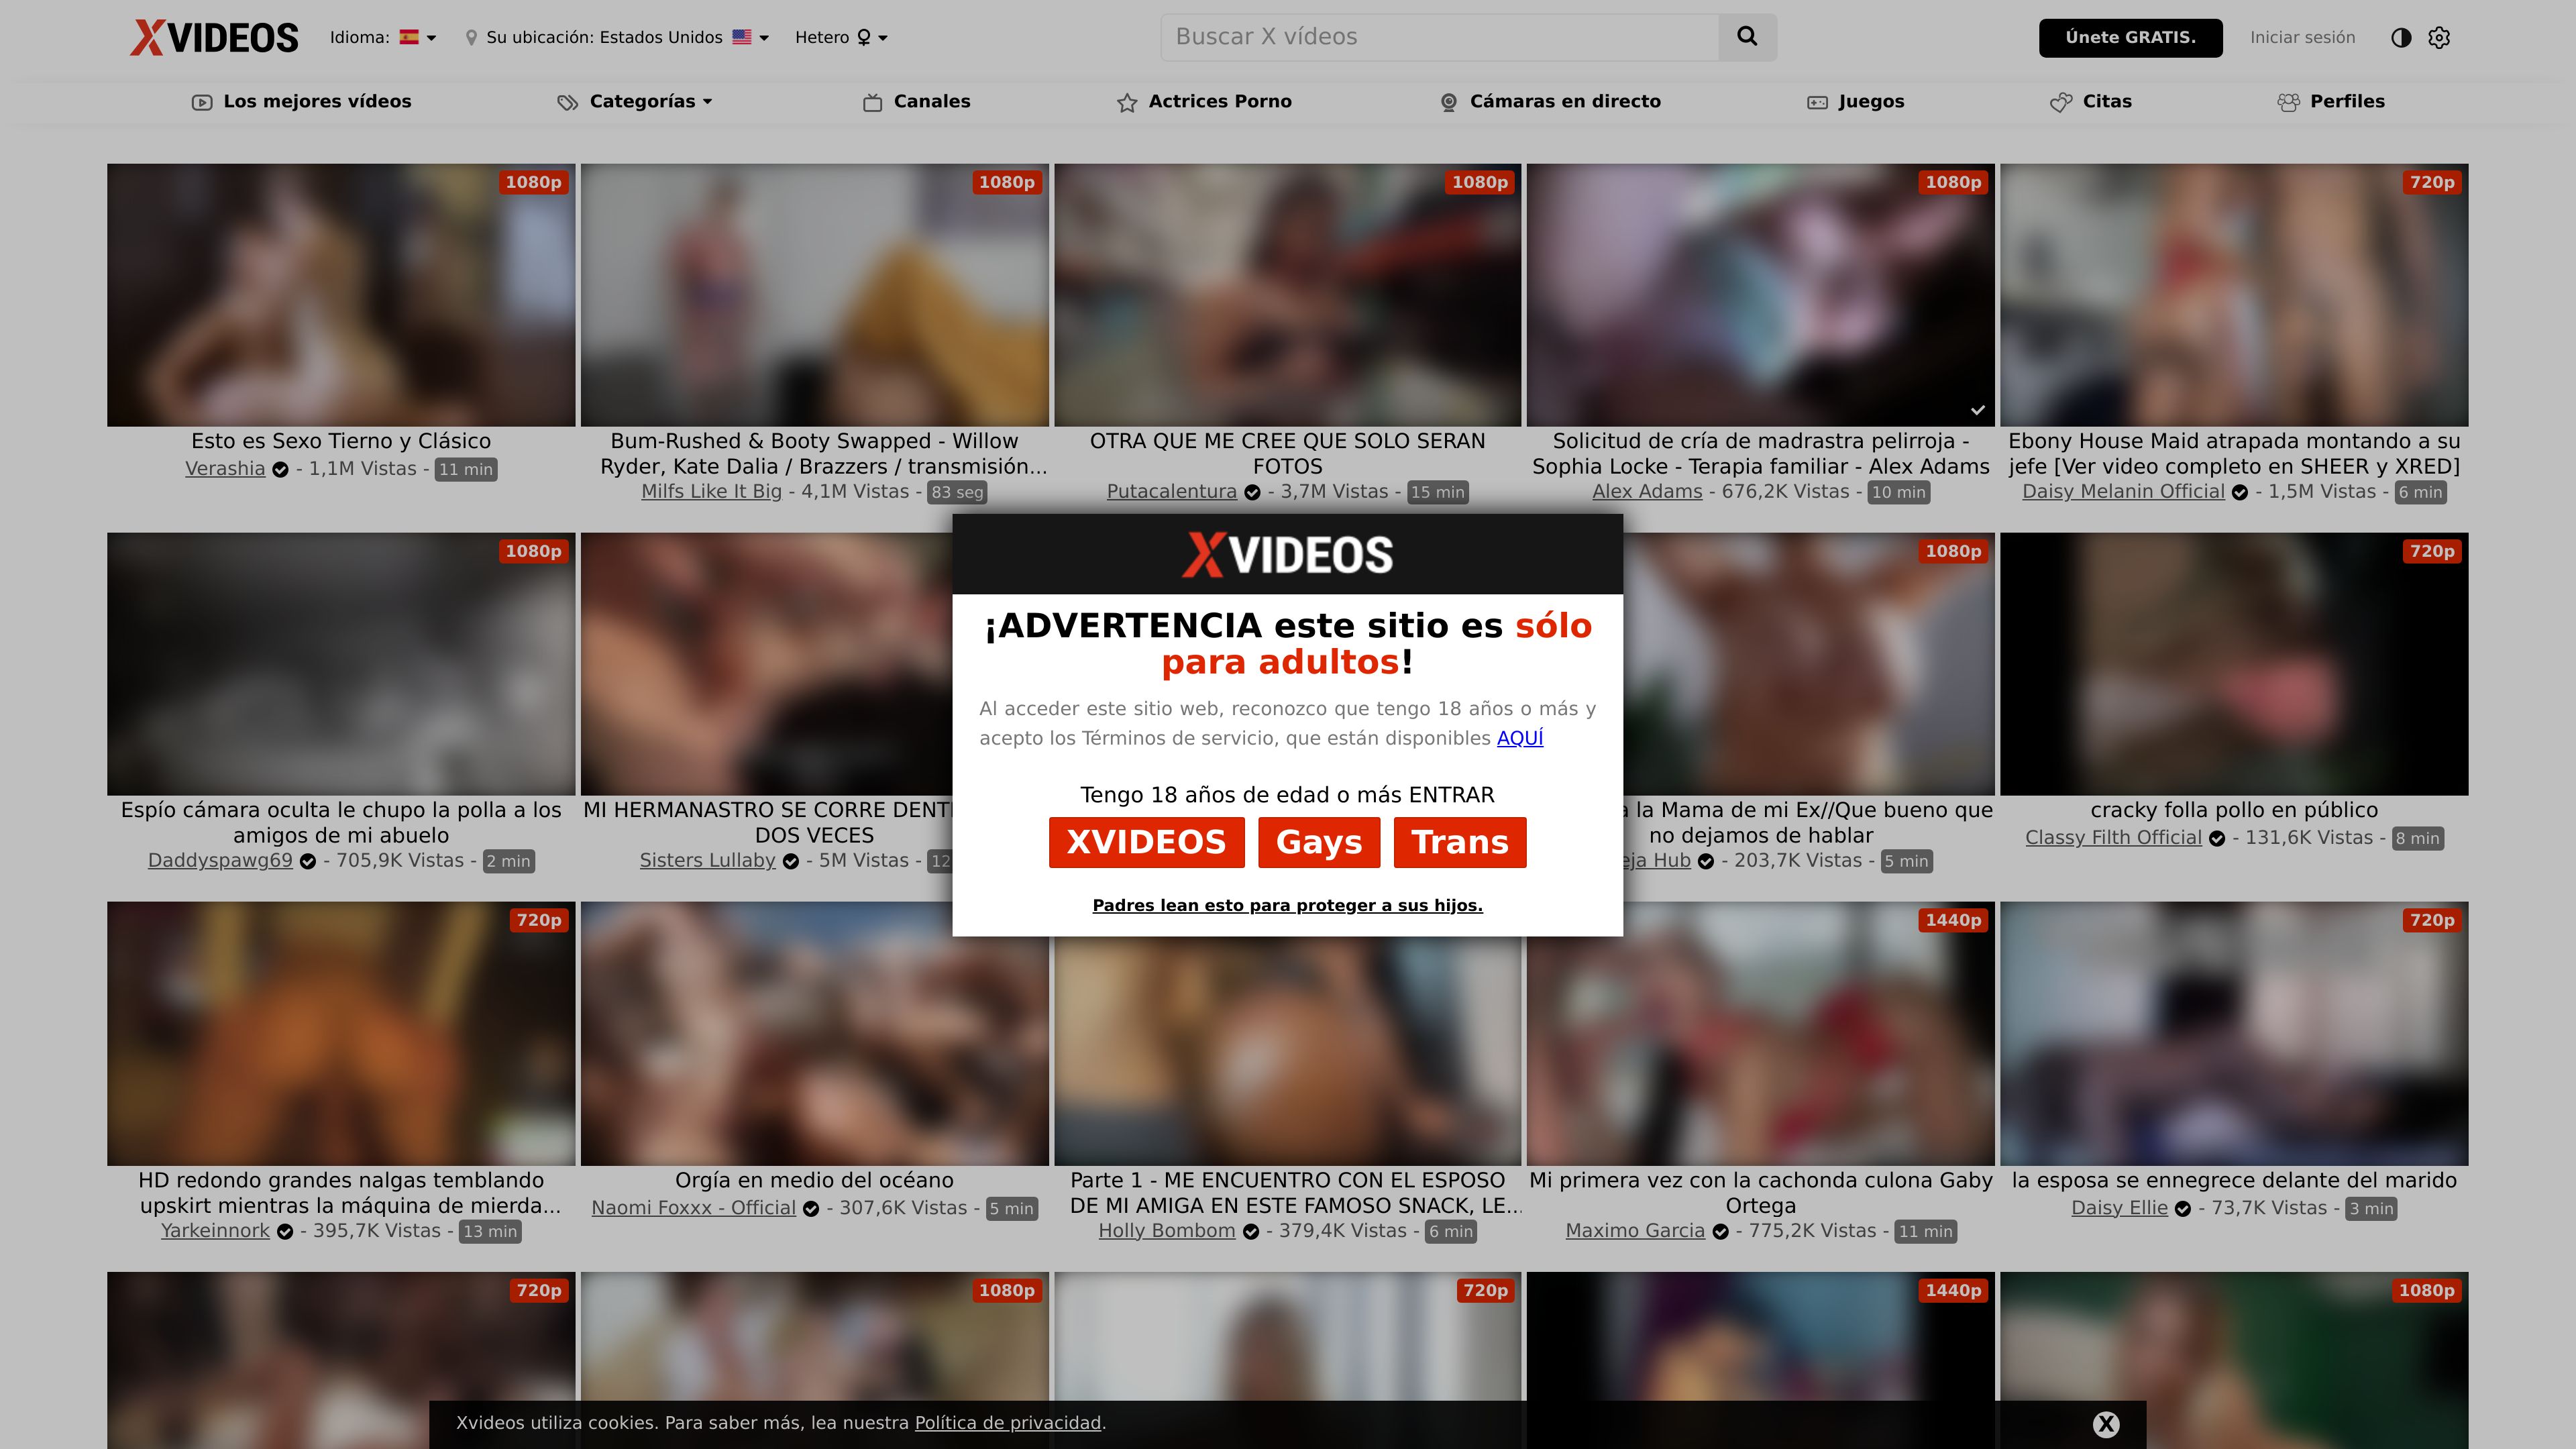 XVIDEOS
Idioma:
Su ubicación: Estados Unidos
Hetero
Buscar X vídeos
Únete GRATIS.
Iniciar sesión
Los mejores vídeos
Categorías
Canales
Actrices Porno
Cámaras en directo
Juegos
Citas
Perfiles
1080p
Esto es Sexo Tierno y Clásico
Verashia - 1,1M Vistas - 11 min
1080p
Bum-Rushed & Booty Swapped - Willow
Ryder, Kate Dalia / Brazzers / transmisión...
Milfs Like It Big - 4,1M Vistas - 83 seg
1080p
OTRA QUE ME CREE QUE SOLO SERAN
FOTOS
Putacalentura - 3,7M Vistas - 15 min
1080p
Solicitud de cría de madrastra pelirroja -
Sophia Locke - Terapia familiar - Alex Adams
Alex Adams - 676,2K Vistas - 10 min
720p
Ebony House Maid atrapada montando a su
jefe [Ver video completo en SHEER y XRED]
Daisy Melanin Official - 1,5M Vistas - 6 min
1080p
Espío cámara oculta le chupo la polla a los
amigos de mi abuelo
Daddyspawg69 - 705,9K Vistas - 2 min
MI HERMANASTRO SE CORRE
DOS VECES
Sisters Lullaby - 5M Vistas - 12
XVIDEOS
¡ADVERTENCIA este sitio es sólo
para adultos!
Al acceder este sitio web, reconozco que tengo 18 años o más y
acepto los Términos de servicio, que están disponibles AQUÍ
Tengo 18 años de edad o más ENTRAR
XVIDEOS
Gays
Trans
Padres lean esto para proteger a sus hijos.
1080p
la Mama de mi Ex//Que bueno que
no dejamos de hablar
Hub - 203,7K Vistas - 5 min
720p
cracky folla pollo en público
Classy Filth Official - 131,6K Vistas - 8 min
720p
HD redondo grandes nalgas temblando
upskirt mientras la máquina de mierda...
Yarkeinnork - 395,7K Vistas - 13 min
Orgía en medio del océano
Naomi Foxxx - Official - 307,6K Vistas - 5 min
Parte 1 - ME ENCUENTRO CON EL ESPOSO
DE MI AMIGA EN ESTE FAMOSO SNACK, LE...
Holly Bombom - 379,4K Vistas - 6 min
1440p
Mi primera vez con la cachonda culona Gaby
Ortega
Maximo Garcia - 775,2K Vistas - 11 min
720p
la esposa se ennegrece delante del marido
Daisy Ellie - 73,7K Vistas - 3 min
720p
1080p
720p
1440p
1080p
Xvideos utiliza cookies. Para saber más, lea nuestra Política de privacidad.
X